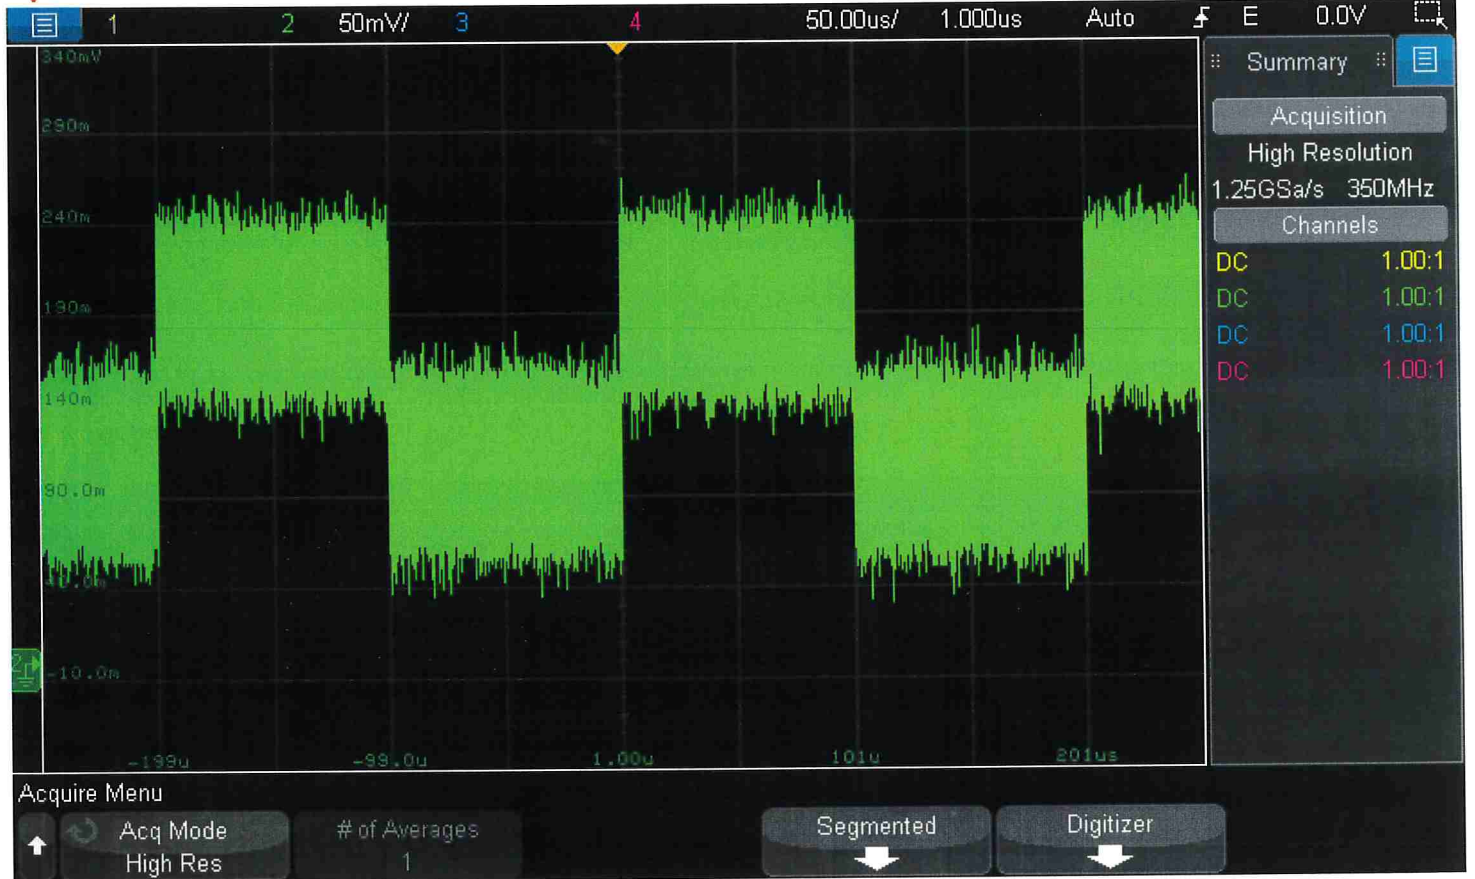 1 2 50mV/ 3 4 50.00us/ 1.000us Auto E 0.0V
340mV
290m
240m
190m
140m
90.0m
40.0m
2
-10.0m
-199u -99.0u 1.00u 101u 201us
Summary
Acquisition
High Resolution
1.25GSa/s 350MHz
Channels
DC 1.00:1
DC 1.00:1
DC 1.00:1
DC 1.00:1
Acquire Menu
Acq Mode
High Res
# of Averages
1
Segmented
Digitizer